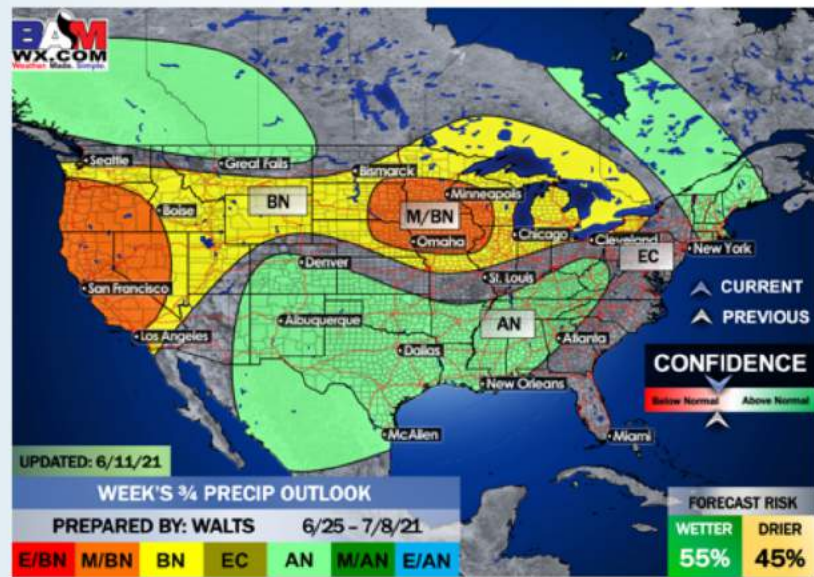 BAM
WX.COM
Weather Made. Simple.
Seattle
Great Falls
Bismarck
Minneapolis
Boise
BN
M/BN
Omaha
Chicago
Cleveland
New York
EC
Denver
St. Louis
San Francisco
CURRENT
PREVIOUS
Los Angeles
Albuquerque
AN
Atlanta
Dallas
New Orleans
CONFIDENCE
Below Normal
Above Normal
McAllen
Miami
UPDATED: 6/11/21
WEEK'S ¾ PRECIP OUTLOOK
PREPARED BY: WALTS 6/25 – 7/8/21
E/BN M/BN BN EC AN M/AN E/AN
FORECAST RISK
WETTER DRIER
55% 45%